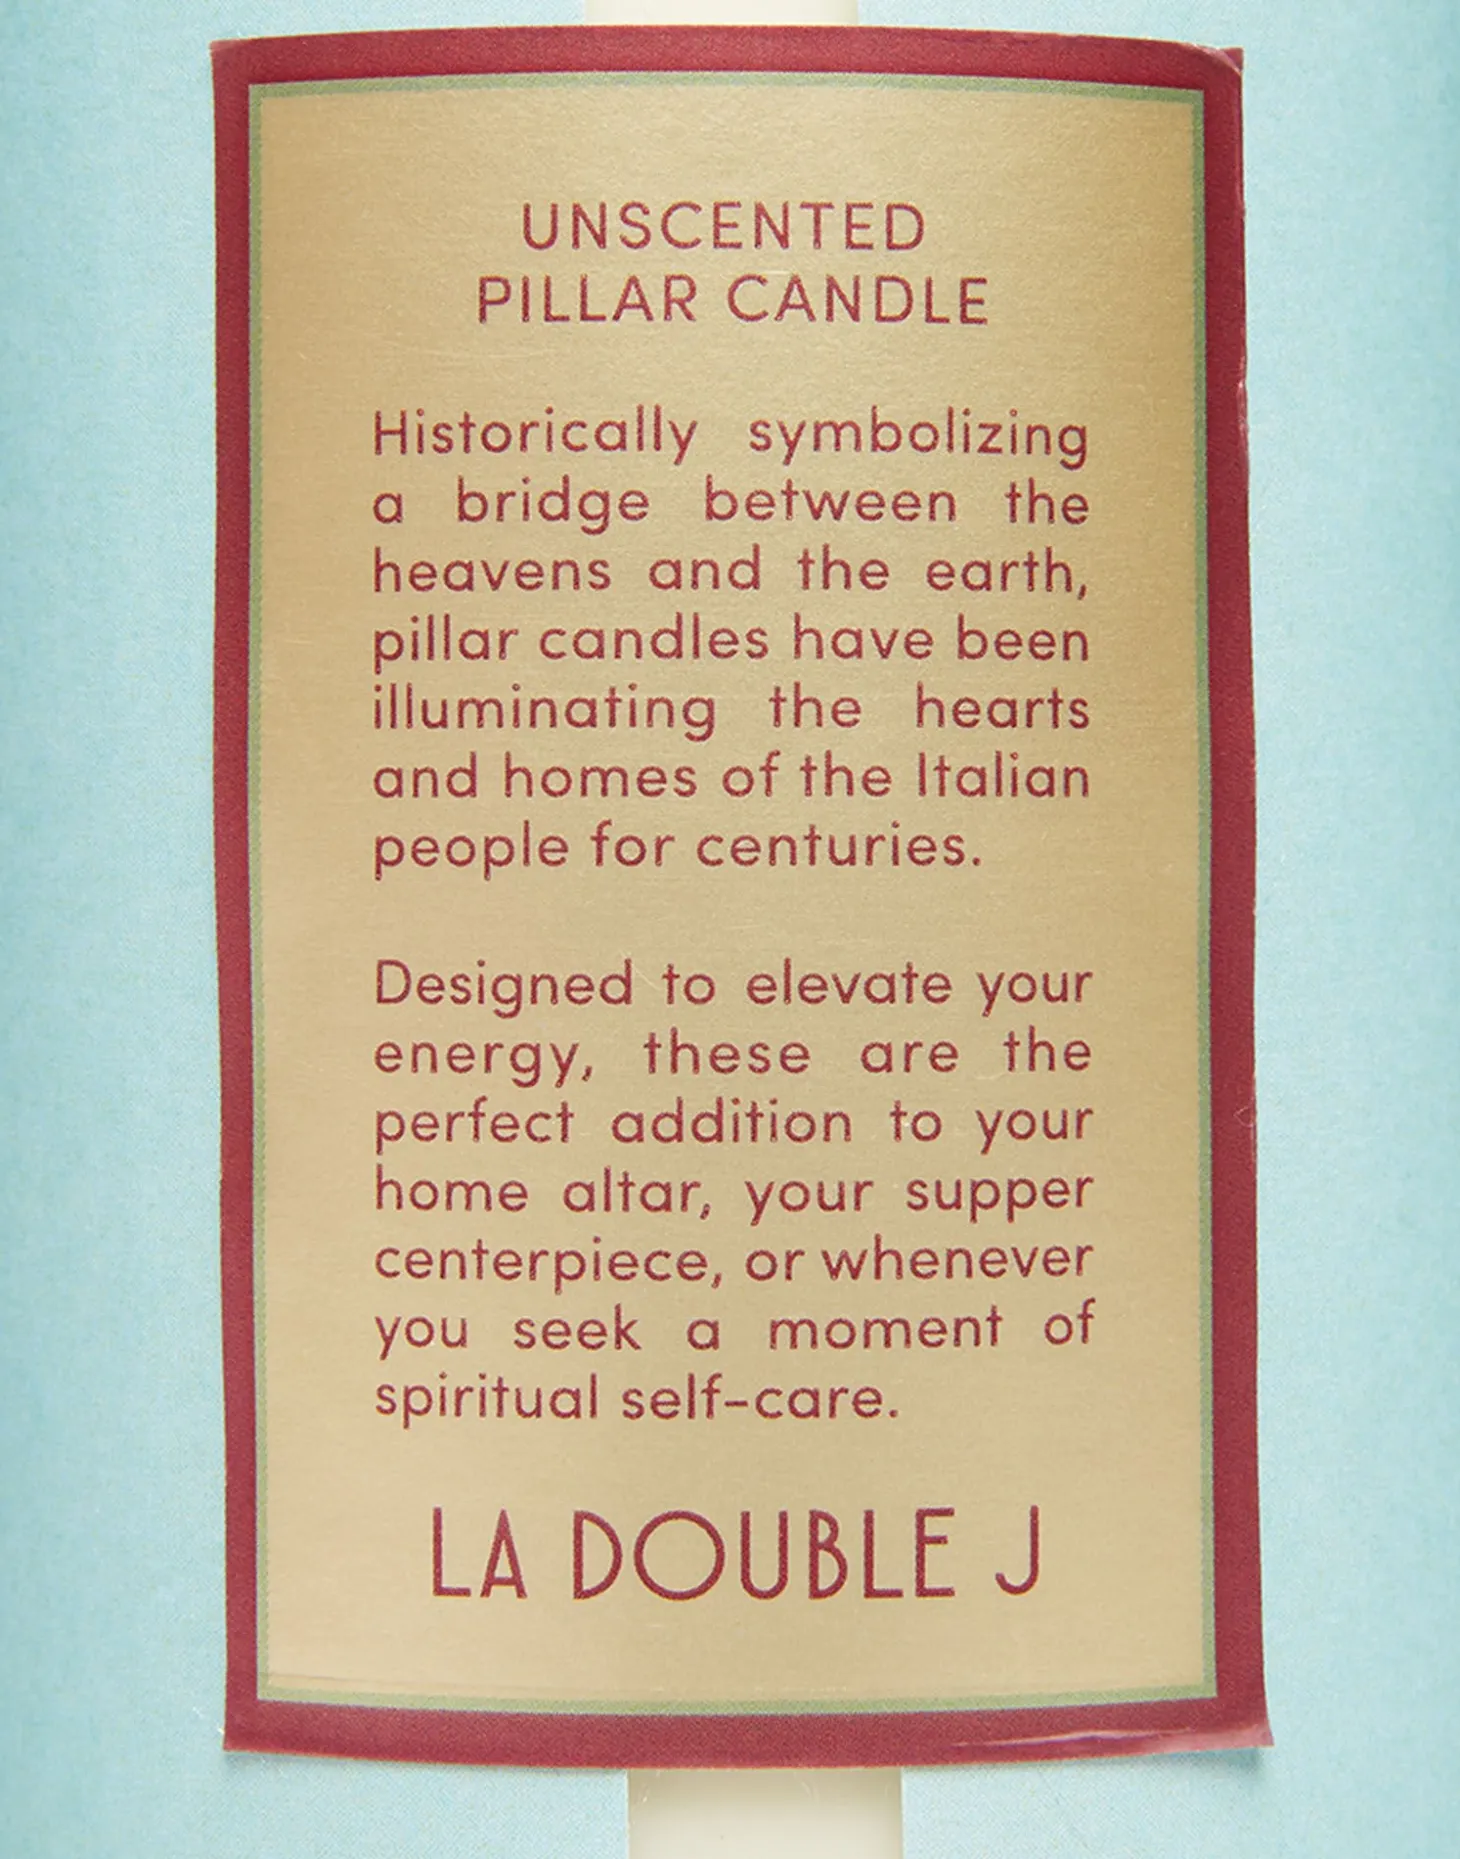 UNSCENTED
PILLAR CANDLE
Historically symbolizing
a bridge between the
heavens and the earth,
pillar candles have been
illuminating the hearts
and homes of the Italian
people for centuries.
Designed to elevate your
energy, these are the
perfect addition to your
home altar, your supper
centerpiece, or whenever
you seek a moment of
spiritual self-care.
LA DOUBLE J